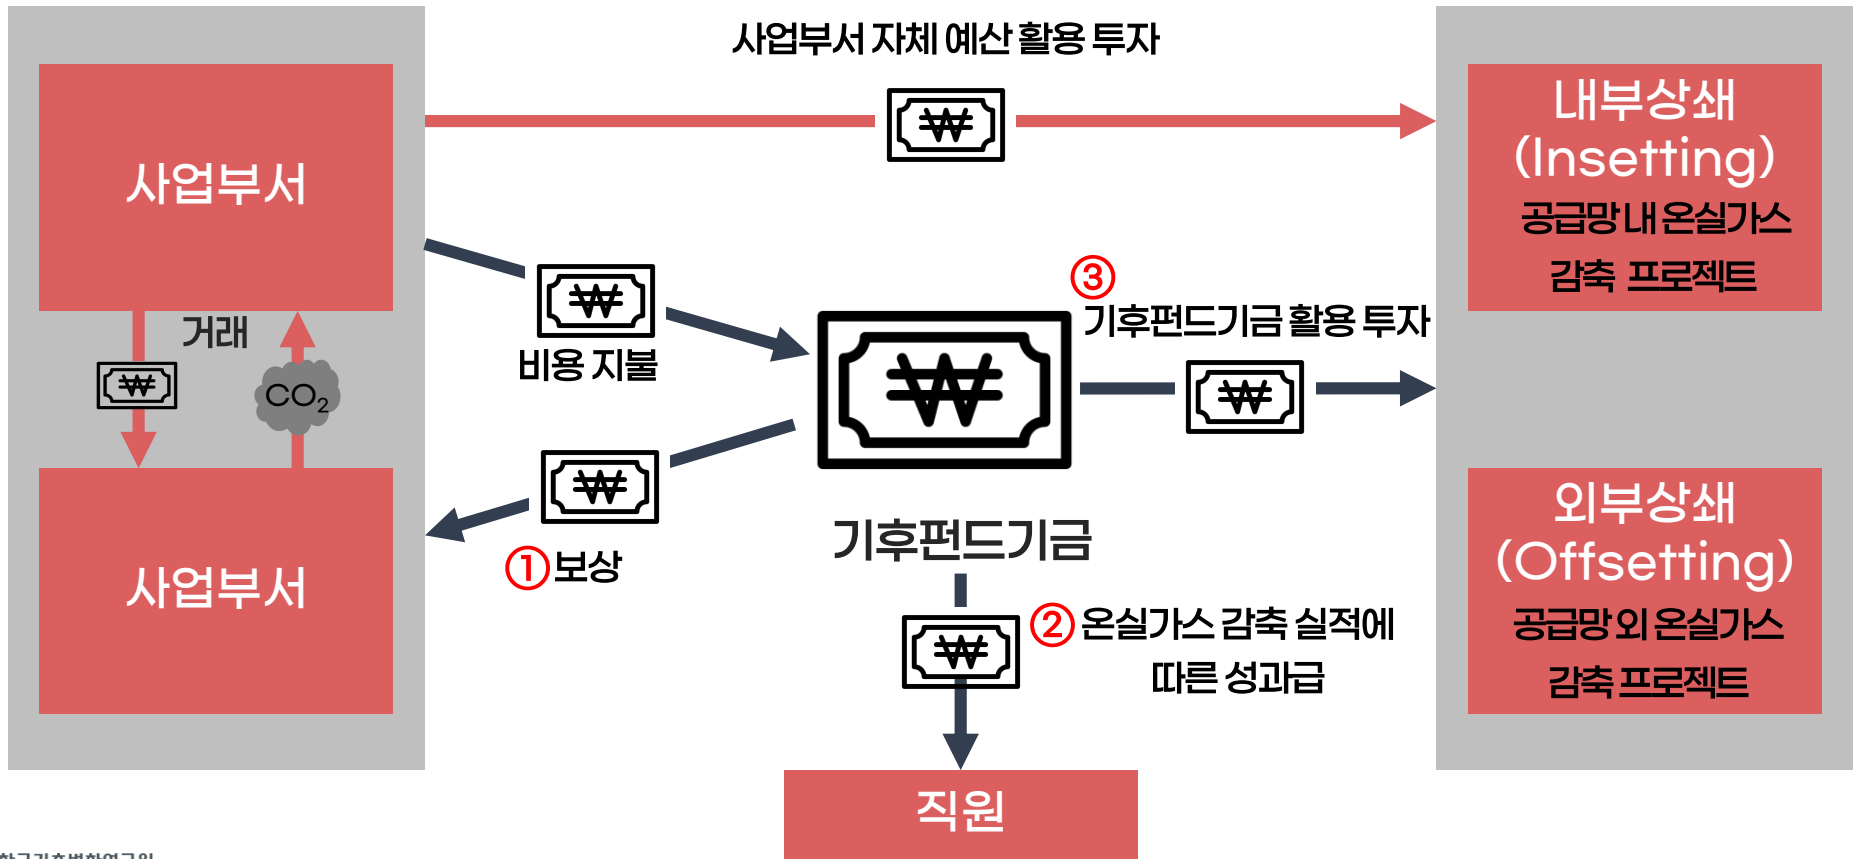 사업부서 자체 예산 활용 투자
사업부서
거래
CO₂
사업부서
비용 지불
① 보상
기후펀드기금
③
기후펀드기금 활용 투자
② 온실가스 감축 실적에
따른 성과급
직원
내부상쇄
(Insetting)
공급망 내 온실가스
감축 프로젝트
외부상쇄
(Offsetting)
공급망 외 온실가스
감축 프로젝트